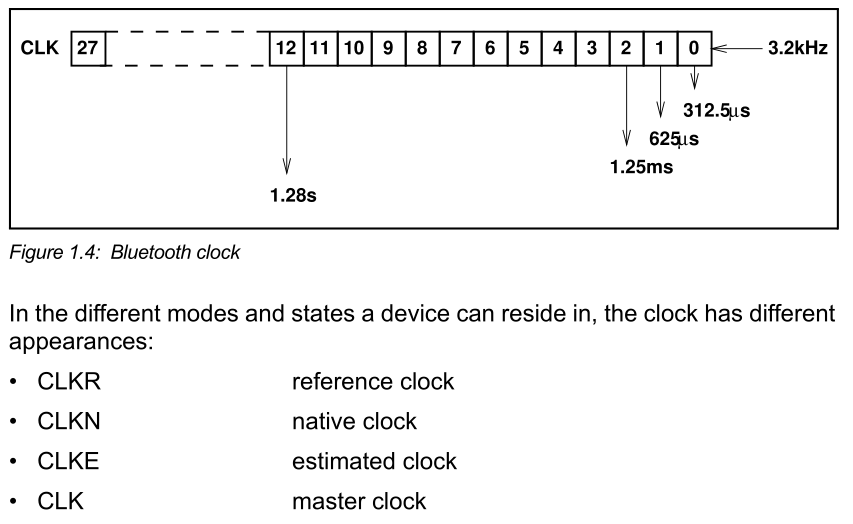 CLK 27 12 11 10 9 8 7 6 5 4 3 2 1 0 3.2kHz
312.5μs
625μs
1.25ms
1.28s
Figure 1.4: Bluetooth clock
In the different modes and states a device can reside in, the clock has different
appearances:
• CLKR reference clock
• CLKN native clock
• CLKE estimated clock
• CLK master clock